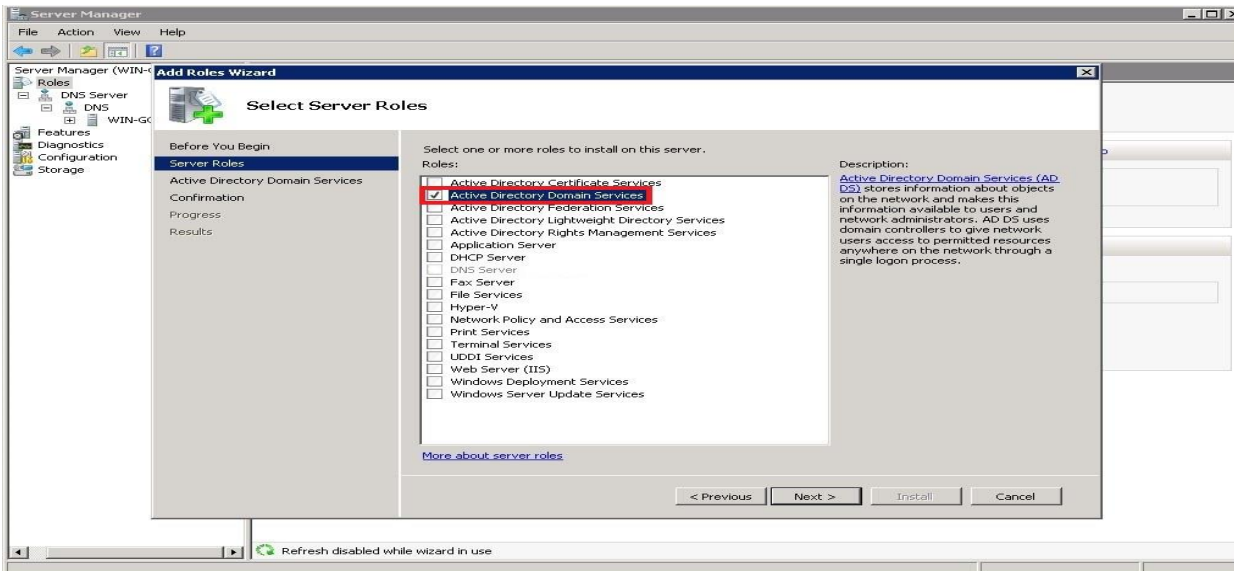 Server Manager
File Action View Help
Server Manager (WIN-
Roles
DNS Server
DNS
WIN-GC
Features
Diagnostics
Configuration
Storage
Add Roles Wizard
Select Server Roles
Before You Begin
Server Roles
Active Directory Domain Services
Confirmation
Progress
Results
Select one or more roles to install on this server.
Roles:
Active Directory Certificate Services
Active Directory Domain Services
Active Directory Federation Services
Active Directory Lightweight Directory Services
Active Directory Rights Management Services
Application Server
DHCP Server
DNS Server
Fax Server
File Services
Hyper-V
Network Policy and Access Services
Print Services
Terminal Services
UDDI Services
Web Server (IIS)
Windows Deployment Services
Windows Server Update Services
More about server roles
Description:
Active Directory Domain Services (AD
DS) stores information about objects
on the network and makes this
information available to users and
network administrators. AD DS uses
domain controllers to give network
users access to permitted resources
anywhere on the network through a
single logon process.
< Previous Next > Install Cancel
Refresh disabled while wizard in use